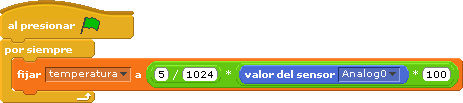 al presionar
por siempre
fijar temperatura a 5 / 1024 * valor del sensor Analog0 * 100